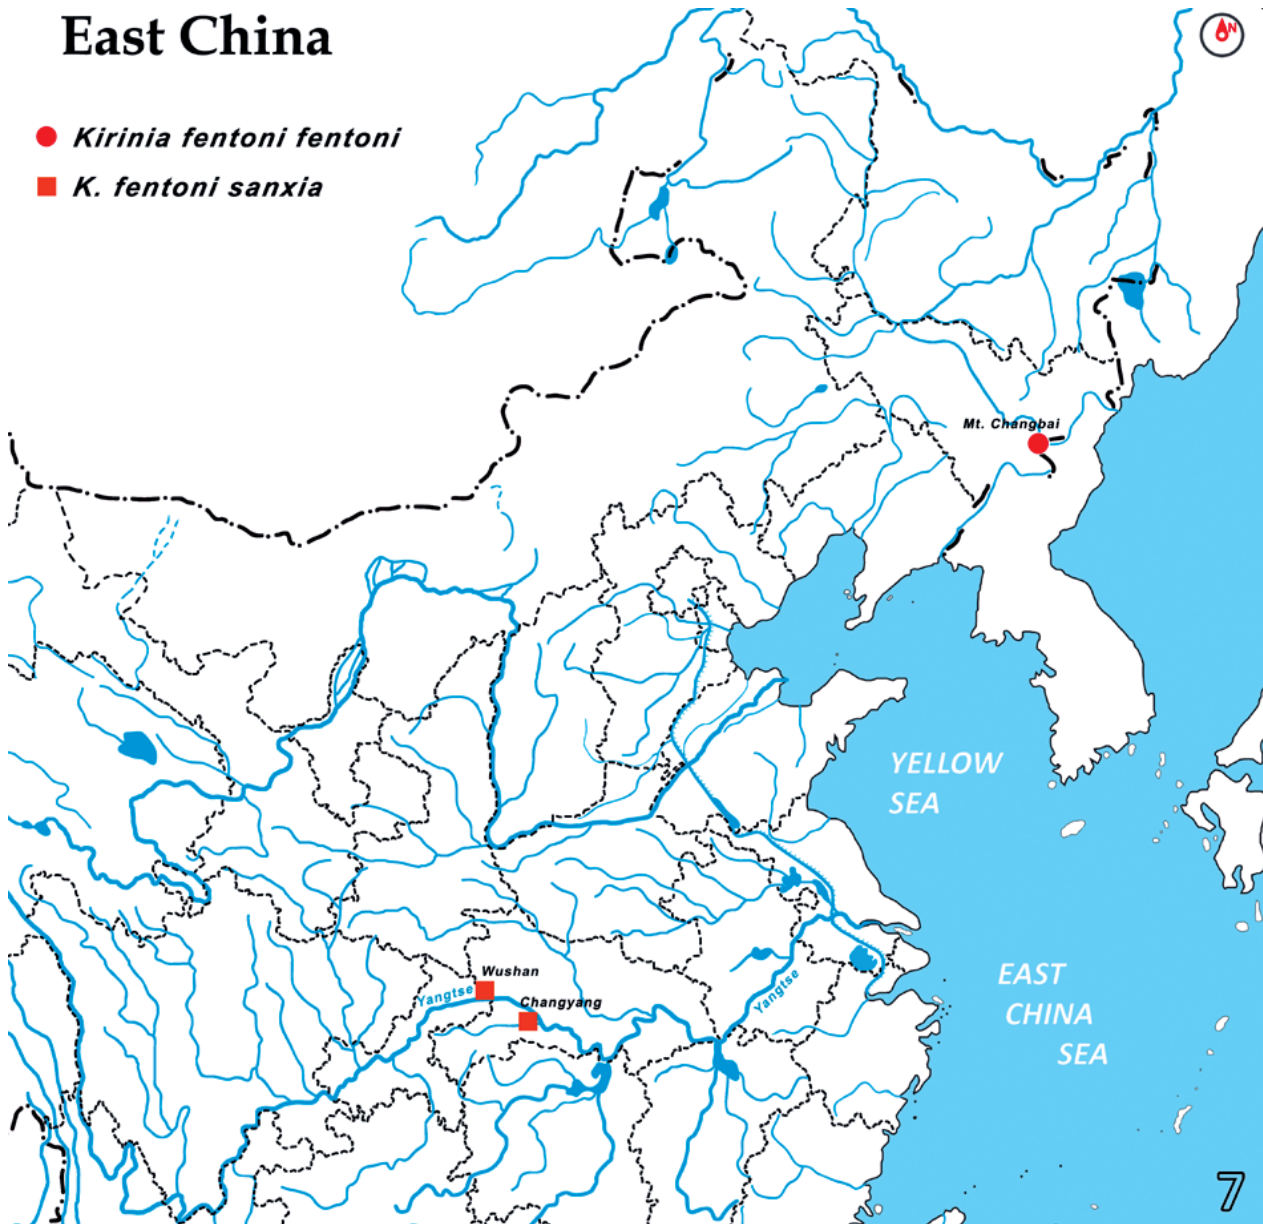 East China
N
Kirinia fentoni fentoni
K. fentoni sanxia
Mt. Changbai
YELLOW
SEA
Wushan
Yangtse
Changyang
Yangtse
EAST
CHINA
SEA
7